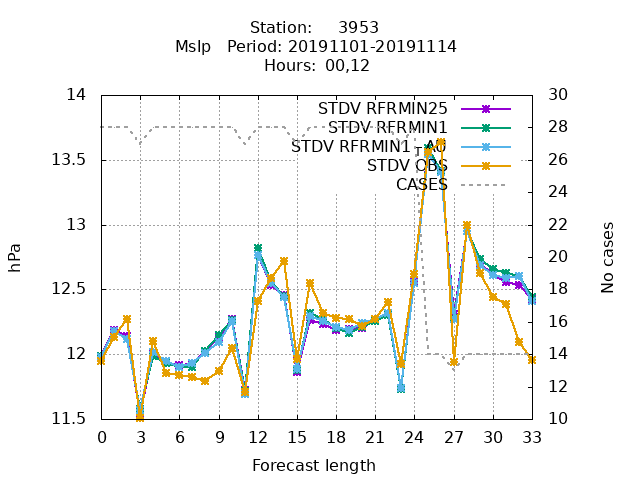 Station: 3953
Mslp Period: 20191101-20191114
Hours: 00,12
14
13.5
13
12.5
12
11.5
30
28
26
24
22
20
18
16
14
12
10
STDV RFRMIN25
STDV RFRMIN1
STDV RFRMIN1_A0
STDV OBS
CASES
hPa
No cases
0 3 6 9 12 15 18 21 24 27 30 33
Forecast length